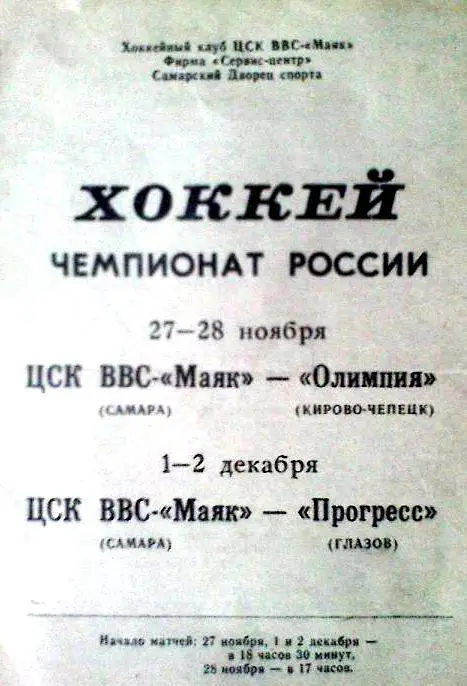 Хоккейный клуб ЦСК ВВС-«Маяк»
Фирма «Сервис-центр»
Самарский Дворец спорта
ХОККЕЙ
ЧЕМПИОНАТ РОССИИ
27—28 ноября
ЦСК ВВС-«Маяк» — «Олимпия»
(САМАРА) (КИРОВО-ЧЕПЕЦК)
1—2 декабря
ЦСК ВВС-«Маяк» — «Прогресс»
(САМАРА) (ГЛАЗОВ)
Начало матчей: 27 ноября, 1 и 2 декабря —
в 18 часов 30 минут,
28 ноября — в 17 часов.